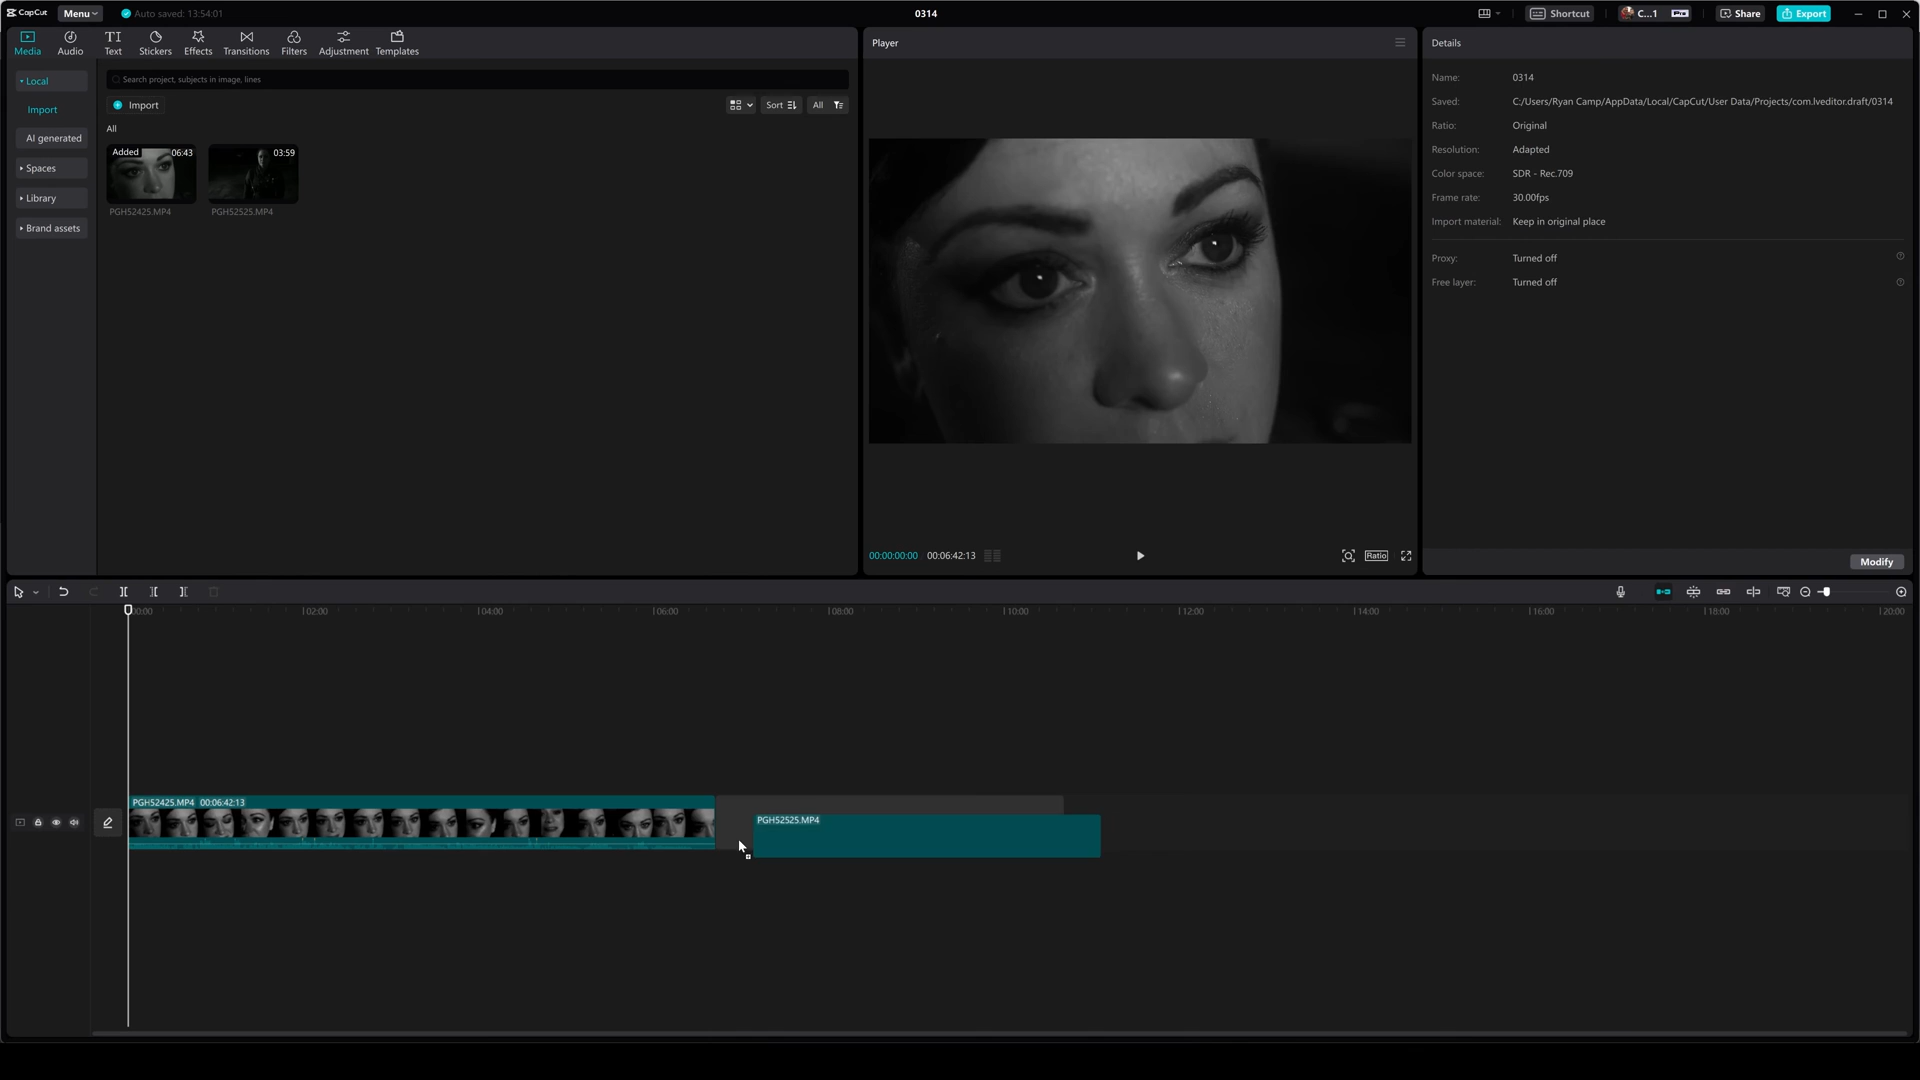 CapCut Menu Auto saved: 13:54:01 0314 Shortcut C...1 Pro Share Export
Media Audio Text Stickers Effects Transitions Filters Adjustment Templates
Local
Import
AI generated
Spaces
Library
Brand assets
Search project, subjects in image, lines
Import Sort All
All
Added 06:43 03:59
PGH52425.MP4 PGH52525.MP4
Player
00:00:00:00 00:06:42:13 Ratio
Details
Name: 0314
Saved: C:/Users/Ryan Camp/AppData/Local/CapCut/User Data/Projects/com.lveditor.draft/0314
Ratio: Original
Resolution: Adapted
Color space: SDR - Rec.709
Frame rate: 30.00fps
Import material: Keep in original place
Proxy: Turned off
Free layer: Turned off
Modify
00:00 02:00 04:00 06:00 08:00 10:00 12:00 14:00 16:00 18:00 20:00
PGH52425.MP4 00:06:42:13
PGH52525.MP4